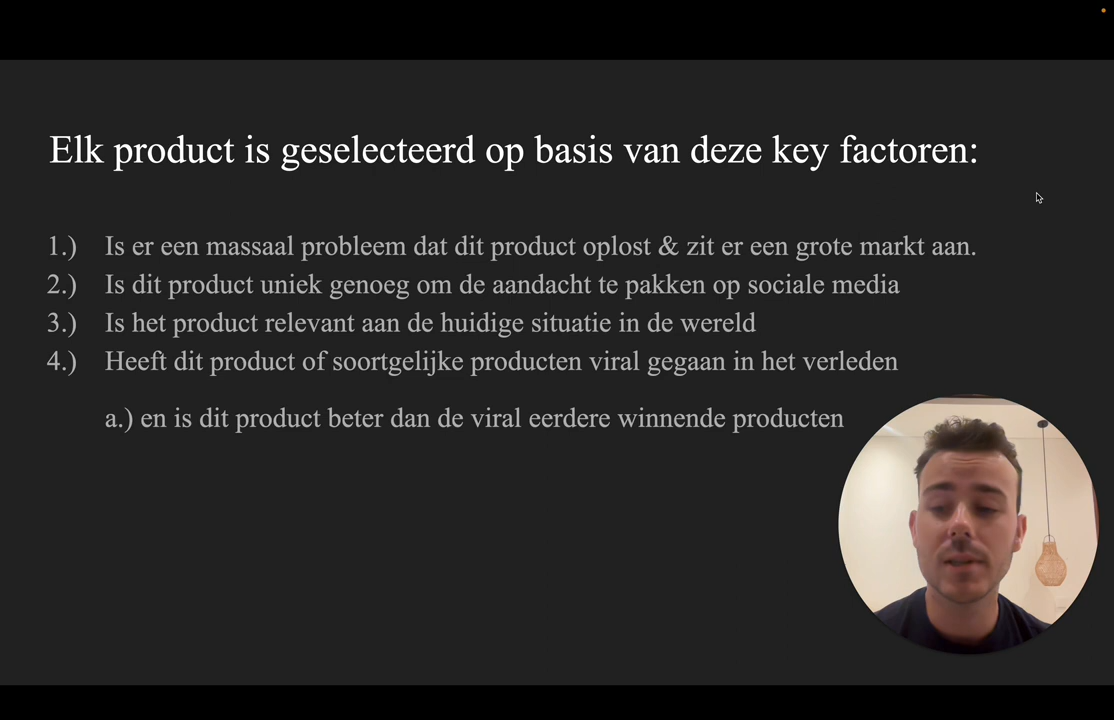 Elk product is geselecteerd op basis van deze key factoren:
1.) Is er een massaal probleem dat dit product oplost & zit er een grote markt aan.
2.) Is dit product uniek genoeg om de aandacht te pakken op sociale media
3.) Is het product relevant aan de huidige situatie in de wereld
4.) Heeft dit product of soortgelijke producten viral gegaan in het verleden
a.) en is dit product beter dan de viral eerdere winnende producten